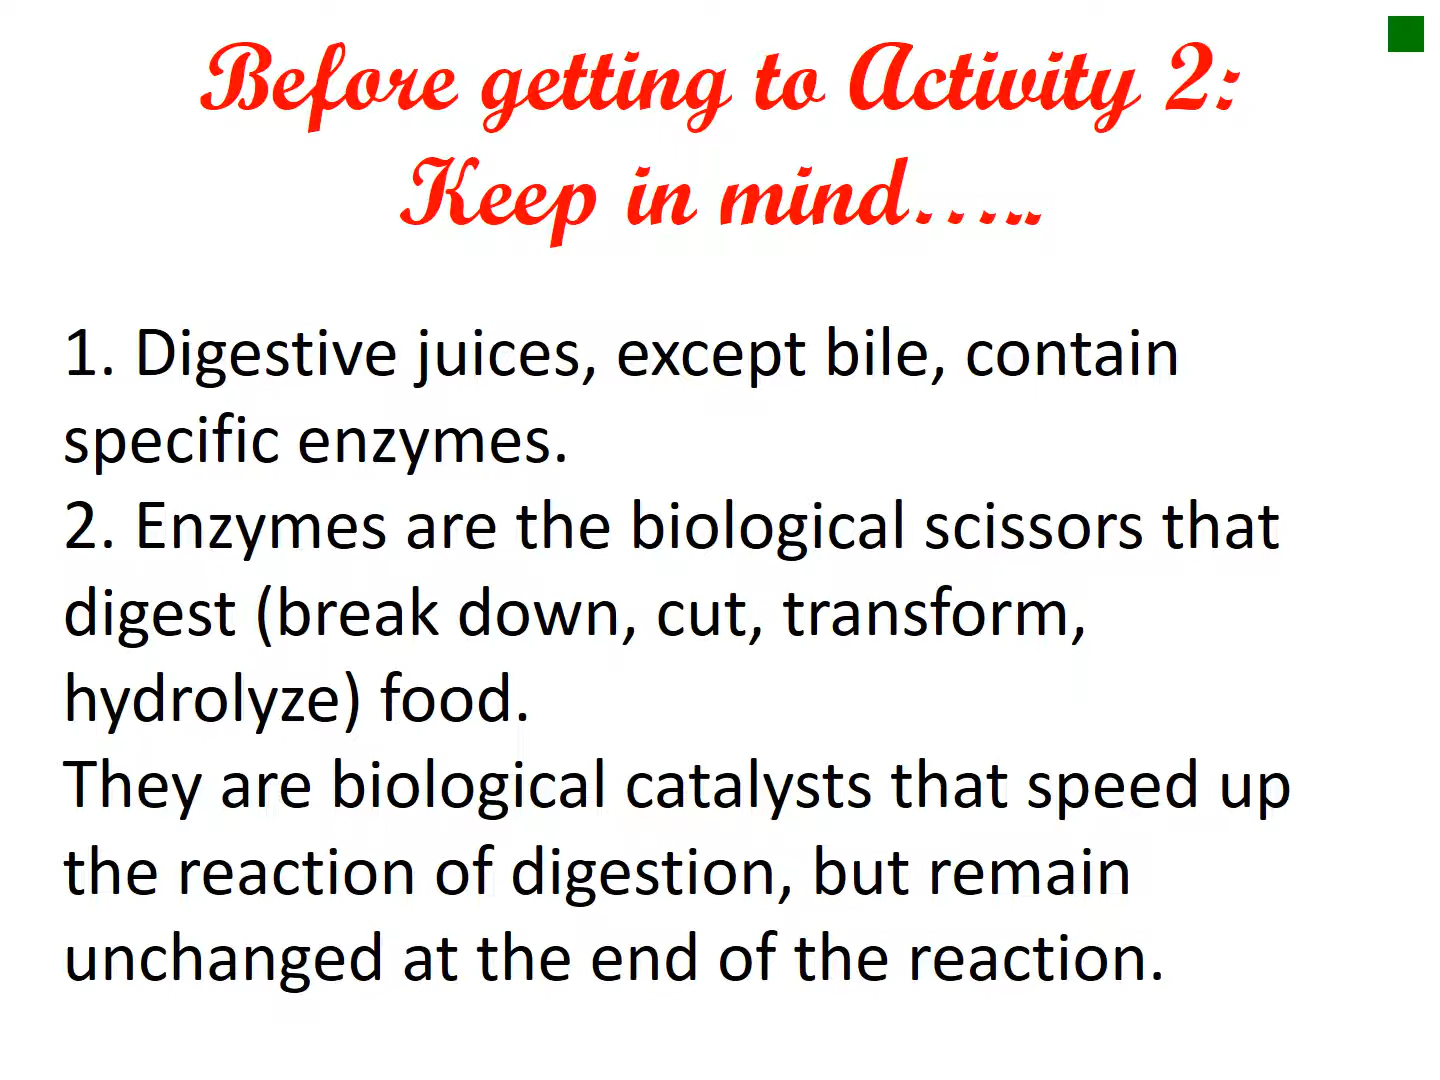 Before getting to Activity 2:
Keep in mind…..
1. Digestive juices, except bile, contain
specific enzymes.
2. Enzymes are the biological scissors that
digest (break down, cut, transform,
hydrolyze) food.
They are biological catalysts that speed up
the reaction of digestion, but remain
unchanged at the end of the reaction.